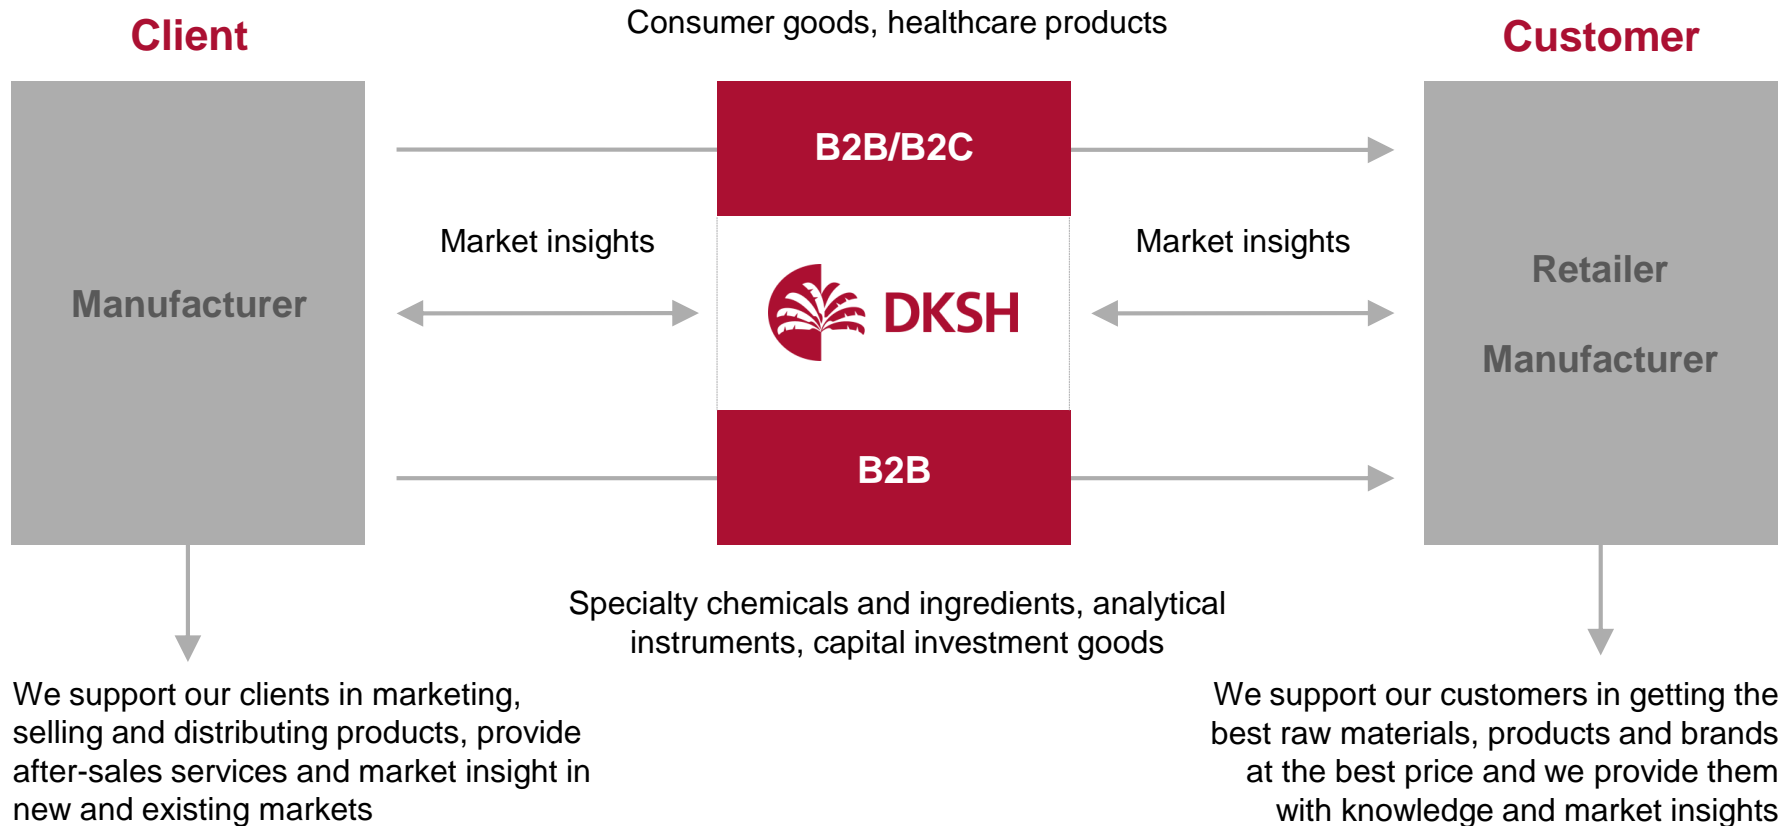 Client
Consumer goods, healthcare products
Customer
B2B/B2C
Market insights
Market insights
Manufacturer
DKSH
Retailer
Manufacturer
B2B
Specialty chemicals and ingredients, analytical
instruments, capital investment goods
We support our clients in marketing,
selling and distributing products, provide
after-sales services and market insight in
new and existing markets
We support our customers in getting the
best raw materials, products and brands
at the best price and we provide them
with knowledge and market insights